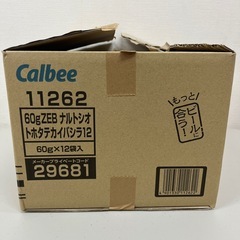 Calbee
11262
60gZEB ナルトシオ
トホタテカイバシラ12
60g×12袋入
メーカープライベートコード
29681
もっと
ビールに
合う!